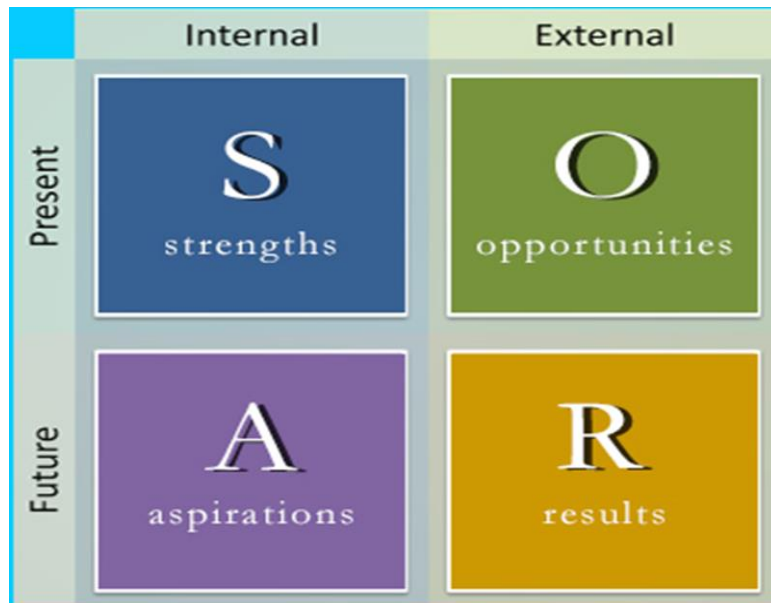 Internal
External
Present
S
strengths
O
opportunities
Future
A
aspirations
R
results